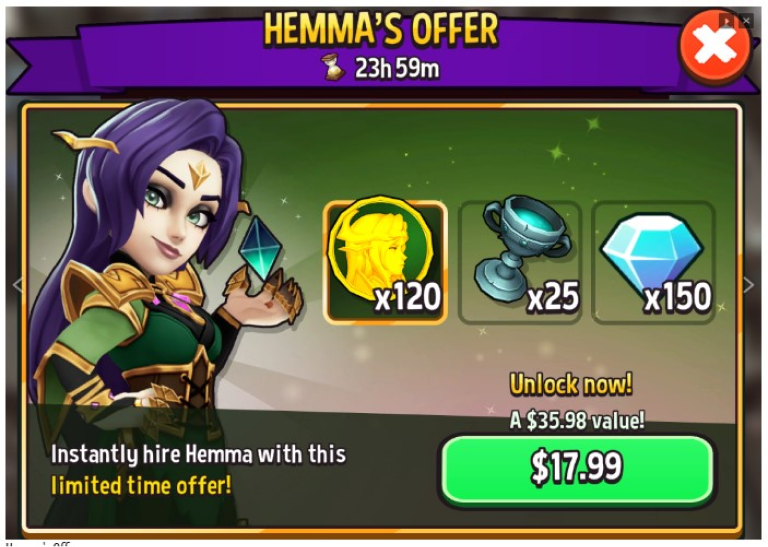 HEMMA'S OFFER
23h 59m
x120
x25
x150
Unlock now!
A $35.98 value!
$17.99
Instantly hire Hemma with this
limited time offer!